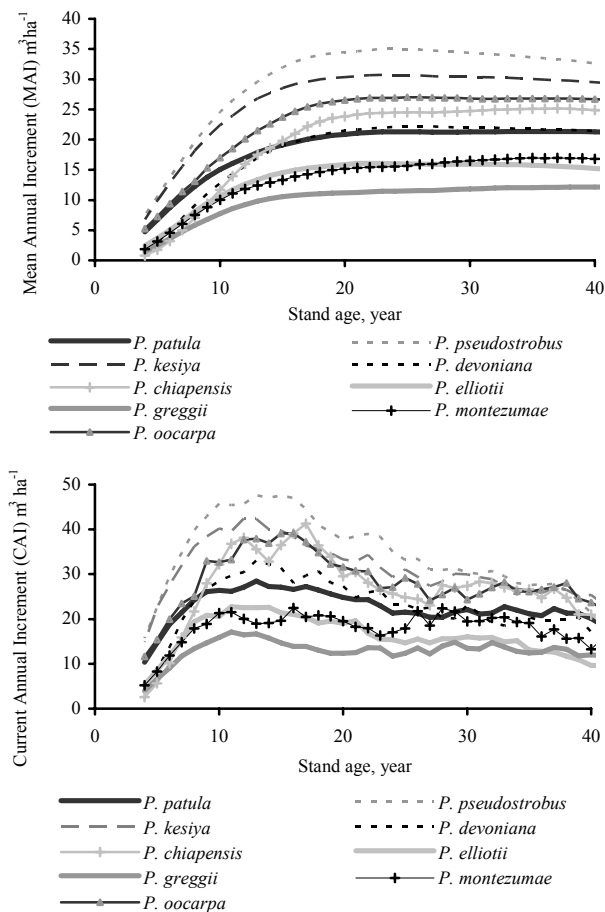 40
35
30
25
20
15
10
5
0
Mean Annual Increment (MAI) m³ha⁻¹
0 10 20 30 40
Stand age, year
P. patula P. pseudostrobus
P. kesiya P. devoniana
P. chiapensis P. elliotii
P. greggii P. montezumae
P. oocarpa
50
40
30
20
10
0
Current Annual Increment (CAI) m³ ha⁻¹
0 10 20 30 40
Stand age, year
P. patula P. pseudostrobus
P. kesiya P. devoniana
P. chiapensis P. elliotii
P. greggii P. montezumae
P. oocarpa